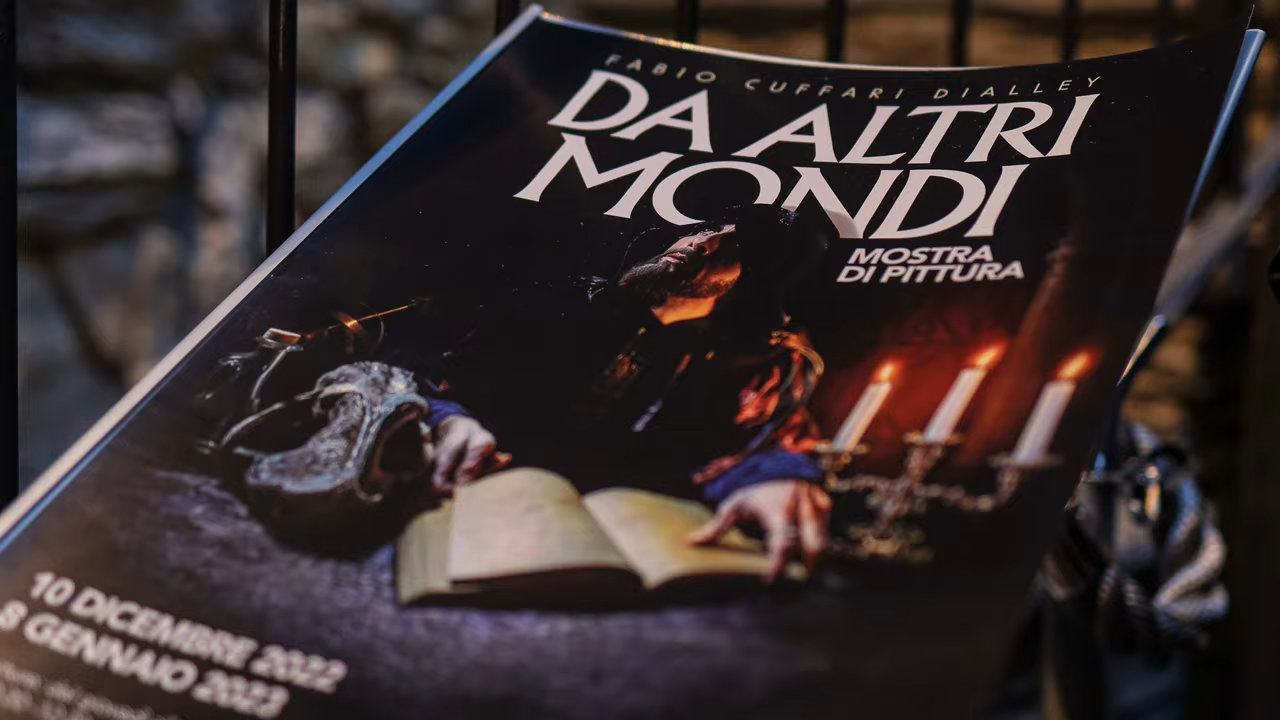 FABIO CUFFARI DIALLEY
DA ALTRI
MONDI
MOSTRA
DI PITTURA
10 DICEMBRE 2022
8 GENNAIO 2023